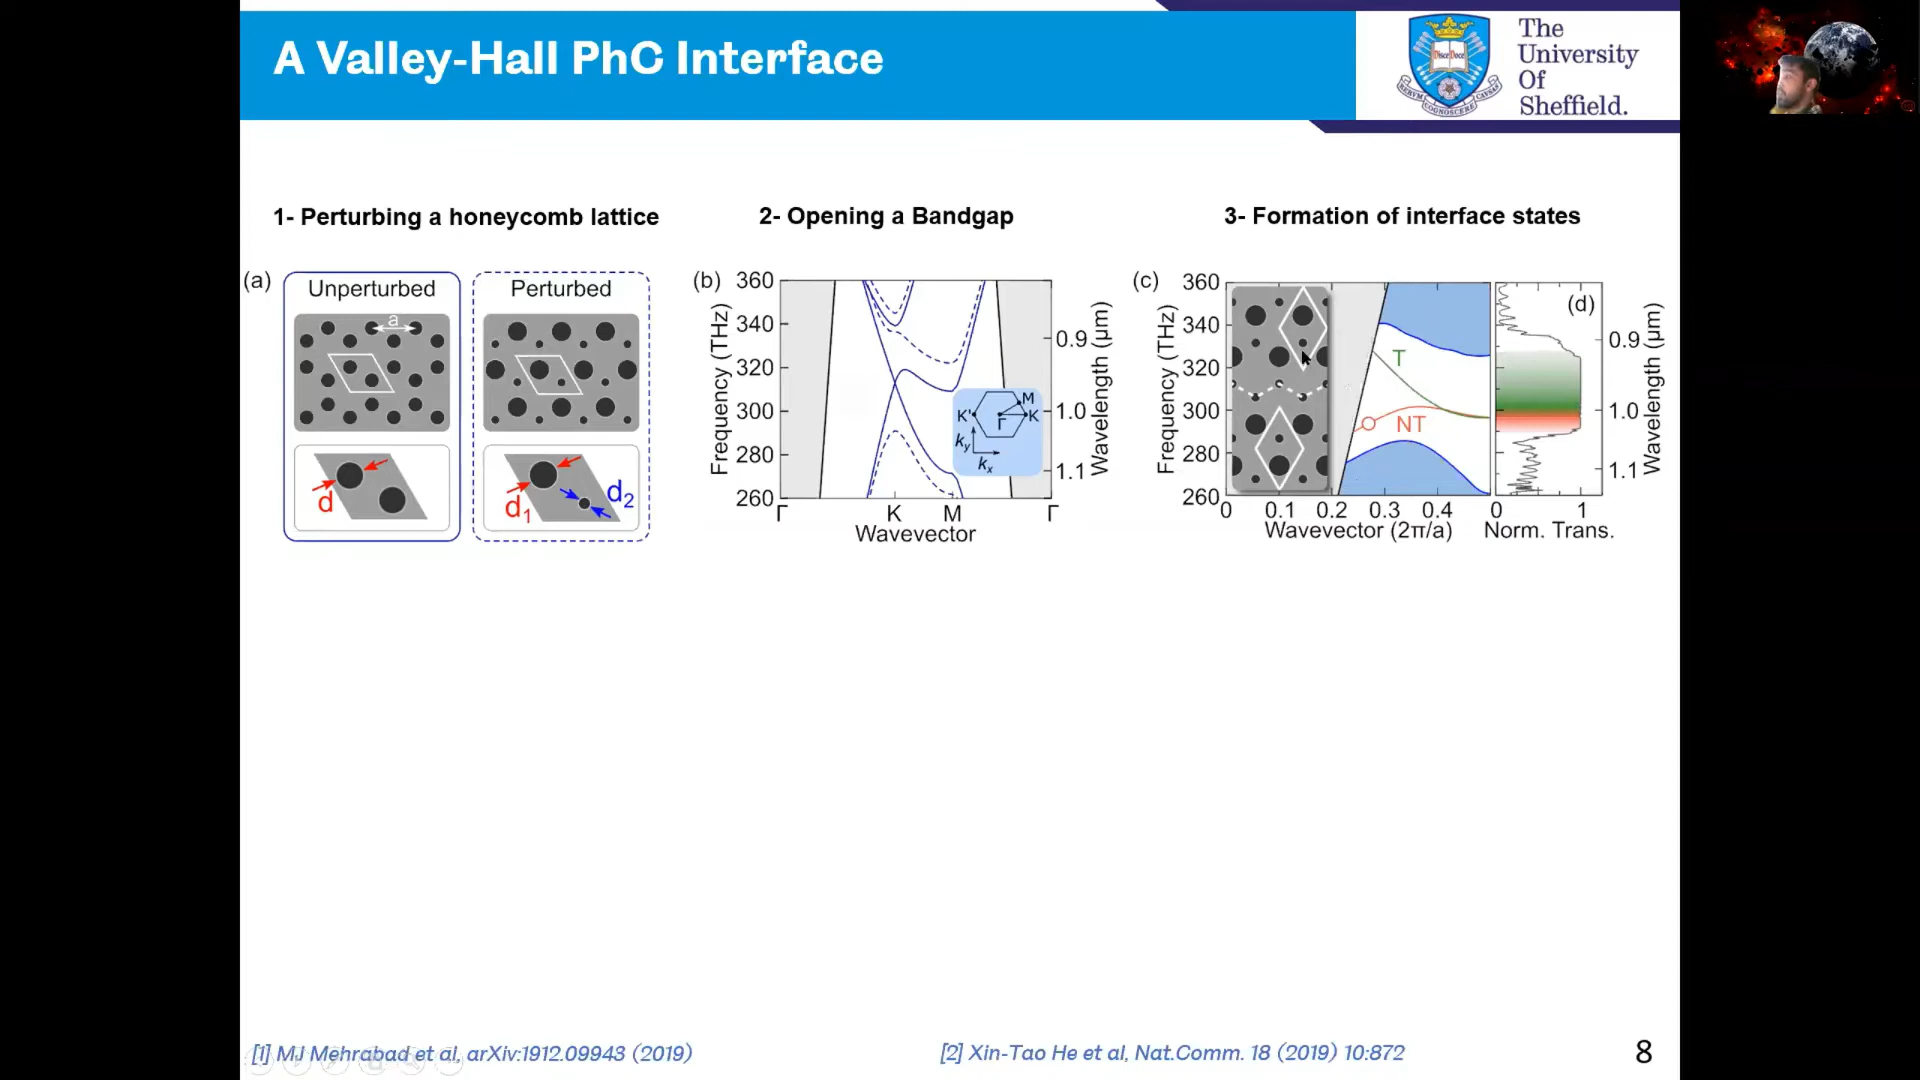 A Valley-Hall PhC Interface
The
University
Of
Sheffield.
1- Perturbing a honeycomb lattice
2- Opening a Bandgap
3- Formation of interface states
(a)
Unperturbed
a
Perturbed
d
d1
d2
(b)
360
340
320
300
280
260
Frequency (THz)
0.9
1.0
1.1
Wavelength (μm)
K'
M
Γ
K
ky
kx
Γ
K
M
Γ
Wavevector
(c)
360
340
320
300
280
260
Frequency (THz)
T
NT
0
0.1
0.2
0.3
0.4
Wavevector (2π/a)
(d)
0.9
1.0
1.1
Wavelength (μm)
0
1
Norm. Trans.
[1] MJ Mehrabad et al, arXiv:1912.09943 (2019)
[2] Xin-Tao He et al, Nat.Comm. 18 (2019) 10:872
8